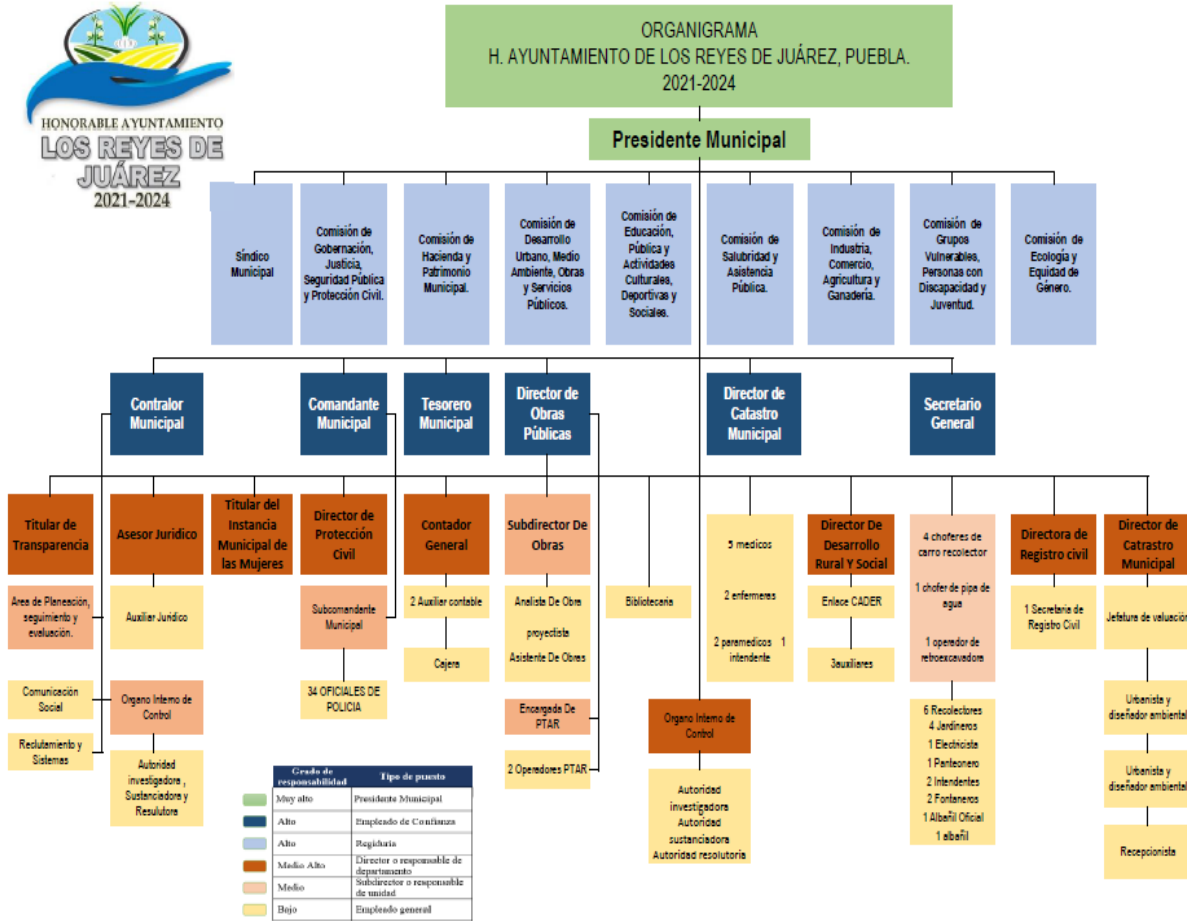 HONORABLE AYUNTAMIENTO
LOS REYES DE
JUÁREZ
2021-2024
ORGANIGRAMA
H. AYUNTAMIENTO DE LOS REYES DE JUÁREZ, PUEBLA.
2021-2024
Presidente Municipal
Síndico
Municipal
Comisión de
Gobernación,
Justicia,
Seguridad Pública
y Protección Civil.
Comisión de
Hacienda y
Patrimonio
Municipal.
Comisión de
Desarrollo
Urbano, Medio
Ambiente, Obras
y Servicios
Públicos.
Comisión de
Educación,
Pública y
Actividades
Culturales,
Deportivas y
Sociales.
Comisión de
Salubridad y
Asistencia
Pública.
Comisión de
Industria,
Comercio,
Agricultura y
Ganadería.
Comisión de
Grupos
Vulnerables,
Personas con
Discapacidad y
Juventud.
Comisión de
Ecología y
Equidad de
Género.
Contralor
Municipal
Comandante
Municipal
Tesorero
Municipal
Director de
Obras
Públicas
Director de
Catastro
Municipal
Secretario
General
Titular de
Transparencia
Asesor Juridico
Titular del
Instancia
Municipal de
las Mujeres
Director de
Protección
Civil
Contador
General
Subdirector De
Obras
5 medicos
2 enfermeras
2 paramedicos 1
intendente
Director De
Desarrollo
Rural Y Social
4 choferes de
carro recolector
1 chofer de pipa de
agua
1 operador de
retroexcavadora
Directora de
Registro civil
Director de
Catrastro
Municipal
Area de Planeación,
seguimiento y
evaluación.
Auxiliar Jurídico
Subcomandante
Municipal
2 Auxiliar contable
Analista De Obra
proyectista
Asistente De Obras
Bibliotecaria
Enlace CADER
1 Secretaria de
Registro Civil
Jefatura de valuación
Cajera
3auxiliares
Comunicación
Social
Organo Interno de
Control
34 OFICIALES DE
POLICIA
Encargada De
PTAR
Organo Interno de
Control
6 Recolectores
4 Jardineros
1 Electricista
1 Panteonero
2 Intendentes
2 Fontaneros
1 Albañil Oficial
1 albañil
Urbanista y
diseñador ambiental
Reclutamiento y
Sistemas
Autoridad
investigadora ,
Sustanciadora y
Resulutora
2 Operadores PTAR
Autoridad
investigadora
Autoridad
sustanciadora
Autoridad resolutoria
Urbanista y
diseñador ambiental
Recepcionista
Grado de responsabilidad Tipo de puesto
Muy alto Presidente Municipal
Alto Empleado de Confianza
Alto Regiduria
Medio Alto Director o responsable de departamento
Medio Subdirector o responsable de unidad
Bajo Empleado general